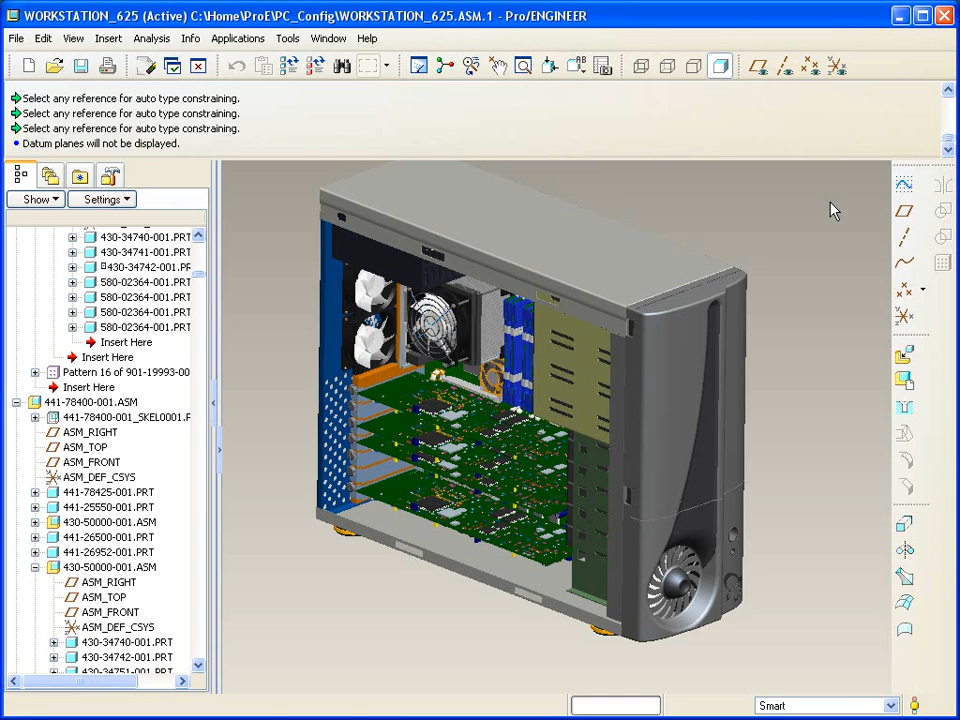 WORKSTATION_625 (Active) C:\Home\ProE\PC_Config\WORKSTATION_625.ASM.1 - Pro/ENGINEER
File Edit View Insert Analysis Info Applications Tools Window Help
Select any reference for auto type constraining.
Select any reference for auto type constraining.
Select any reference for auto type constraining.
Datum planes will not be displayed.
Show Settings
430-34740-001.PRT
430-34741-001.PRT
430-34742-001.PR
580-02364-001.PRT
580-02364-001.PRT
580-02364-001.PRT
580-02364-001.PRT
Insert Here
Insert Here
Pattern 16 of 901-19993-00
Insert Here
441-78400-001.ASM
441-78400-001_SKEL0001.F
ASM_RIGHT
ASM_TOP
ASM_FRONT
ASM_DEF_CSYS
441-78425-001.PRT
441-25550-001.PRT
430-50000-001.ASM
441-26500-001.PRT
441-26952-001.PRT
430-50000-001.ASM
ASM_RIGHT
ASM_TOP
ASM_FRONT
ASM_DEF_CSYS
430-34740-001.PRT
430-34742-001.PRT
430-34751-001.PRT
Smart